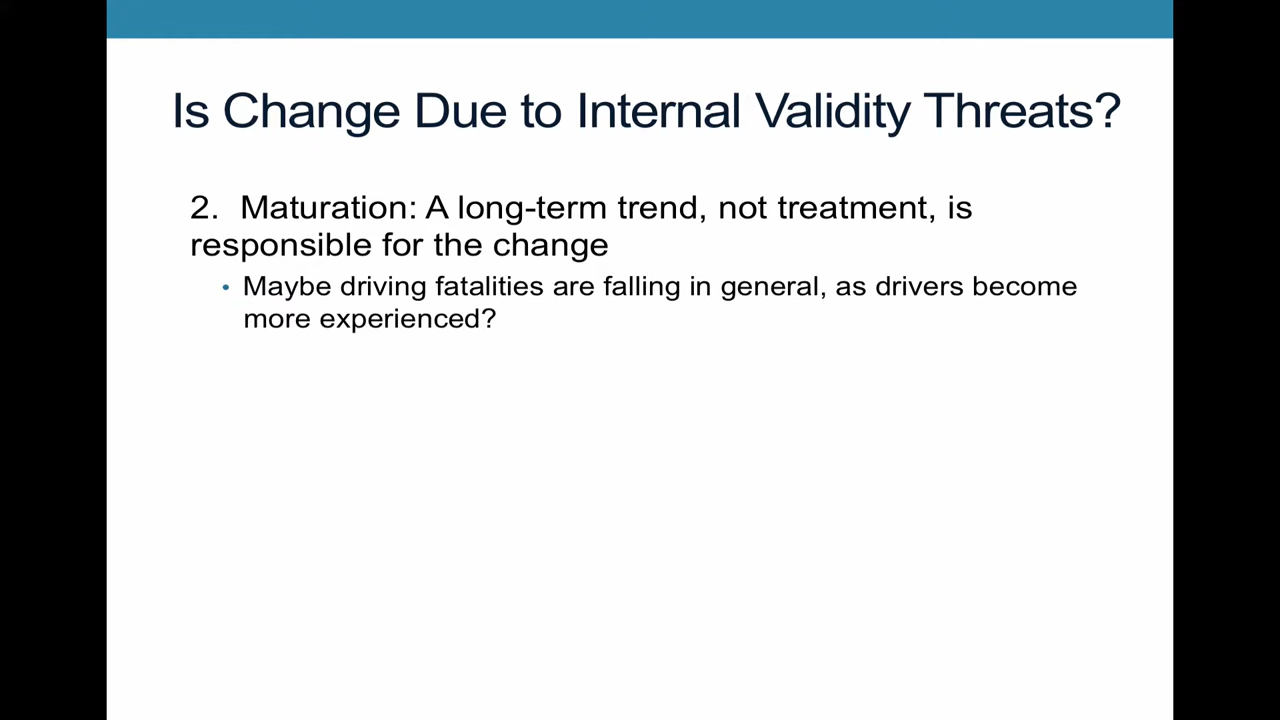 Is Change Due to Internal Validity Threats?
2. Maturation: A long-term trend, not treatment, is
responsible for the change
• Maybe driving fatalities are falling in general, as drivers become
more experienced?